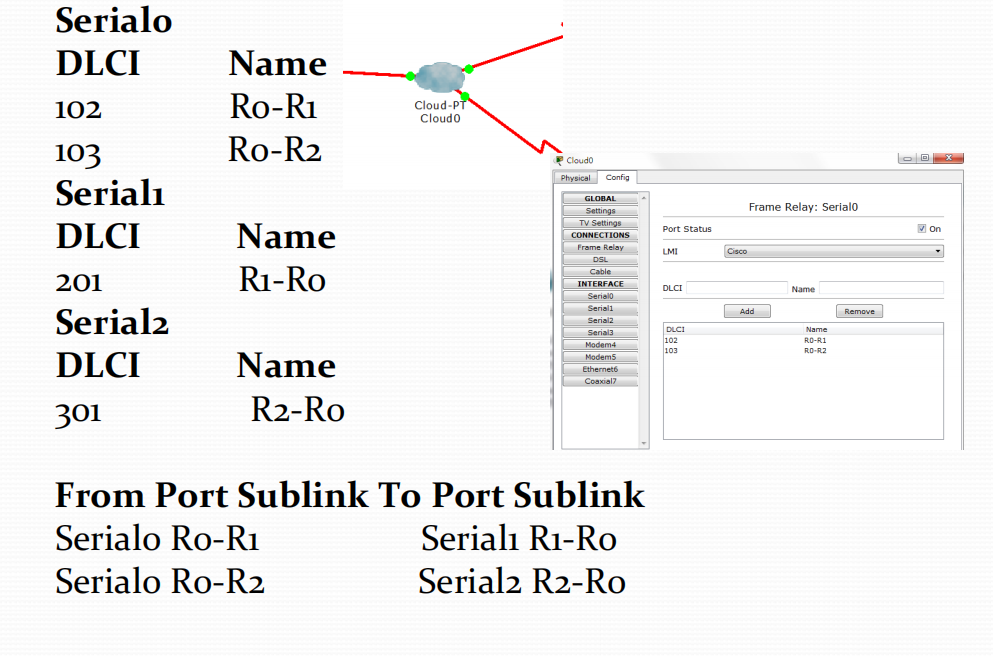 Serial0
DLCI Name
102 R0-R1
103 R0-R2
Serial1
DLCI Name
201 R1-R0
Serial2
DLCI Name
301 R2-R0
Cloud-PT
Cloud0
Cloud0
Physical Config
GLOBAL
Settings
TV Settings
CONNECTIONS
Frame Relay
DSL
Cable
INTERFACE
Serial0
Serial1
Serial2
Serial3
Modem4
Modem5
Ethernet6
Coaxial7
Frame Relay: Serial0
Port Status On
LMI Cisco
DLCI Name
Add Remove
DLCI Name
102 R0-R1
103 R0-R2
From Port Sublink To Port Sublink
Serial0 R0-R1 Serial1 R1-R0
Serial0 R0-R2 Serial2 R2-R0